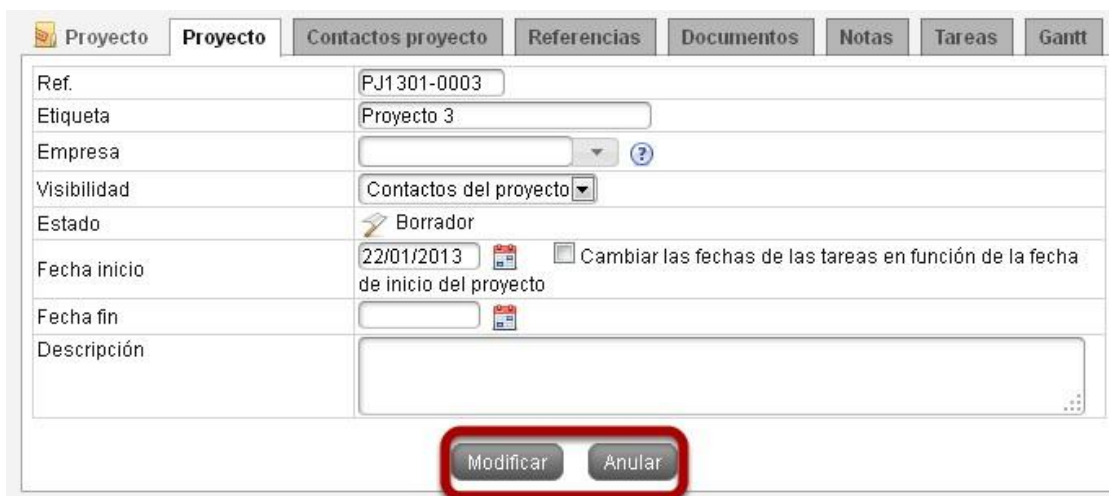 Proyecto Proyecto Contactos proyecto Referencias Documentos Notas Tareas Gantt
Ref. PJ1301-0003
Etiqueta Proyecto 3
Empresa
Visibilidad Contactos del proyecto
Estado Borrador
Fecha inicio 22/01/2013 Cambiar las fechas de las tareas en función de la fecha
de inicio del proyecto
Fecha fin
Descripción
Modificar Anular